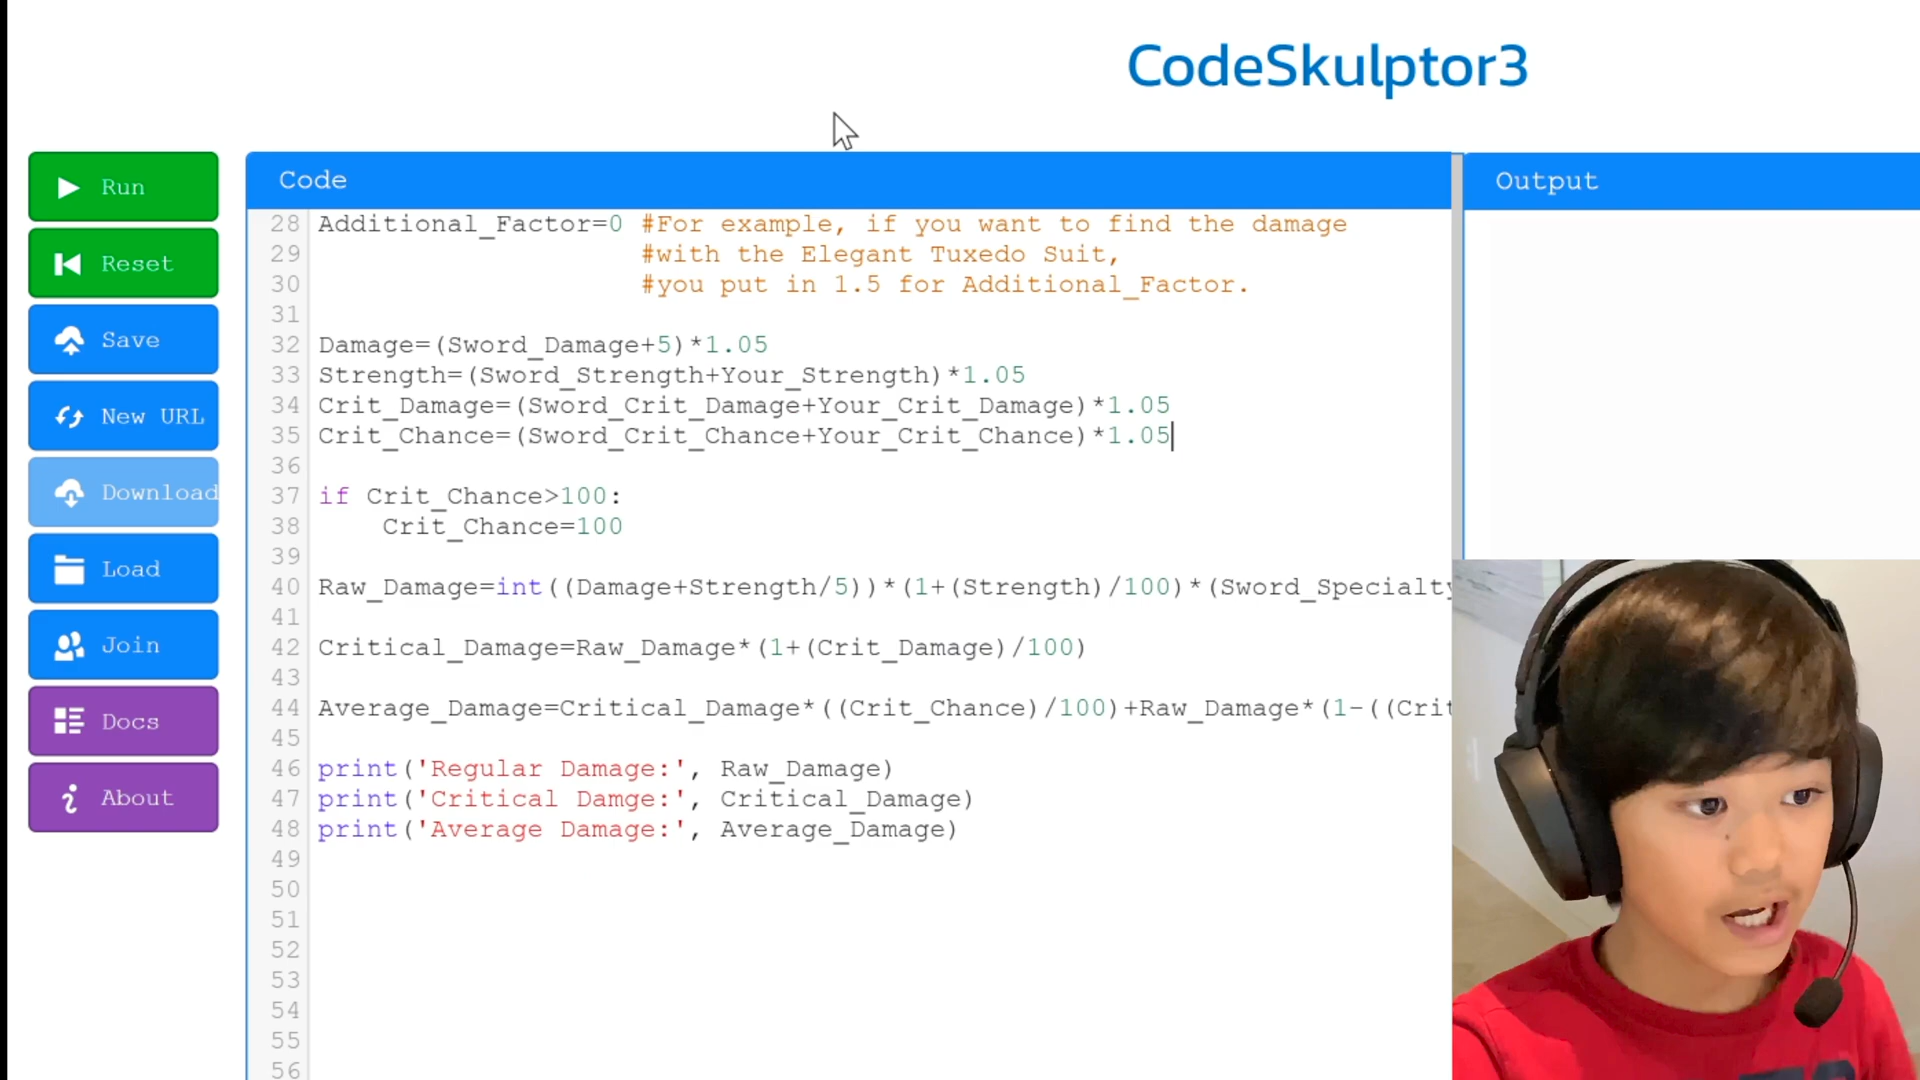 CodeSkulptor3
Run
Reset
Save
New URL
Download
Load
Join
Docs
About
Code
Output
28 Additional_Factor=0 #For example, if you want to find the damage
29 #with the Elegant Tuxedo Suit,
30 #you put in 1.5 for Additional_Factor.
31
32 Damage=(Sword_Damage+5)*1.05
33 Strength=(Sword_Strength+Your_Strength)*1.05
34 Crit_Damage=(Sword_Crit_Damage+Your_Crit_Damage)*1.05
35 Crit_Chance=(Sword_Crit_Chance+Your_Crit_Chance)*1.05
36
37 if Crit_Chance>100:
38 Crit_Chance=100
39
40 Raw_Damage=int((Damage+Strength/5))*(1+(Strength)/100)*(Sword_Specialty
41
42 Critical_Damage=Raw_Damage*(1+(Crit_Damage)/100)
43
44 Average_Damage=Critical_Damage*((Crit_Chance)/100)+Raw_Damage*(1-((Crit
45
46 print('Regular Damage:', Raw_Damage)
47 print('Critical Damge:', Critical_Damage)
48 print('Average Damage:', Average_Damage)
49
50
51
52
53
54
55
56